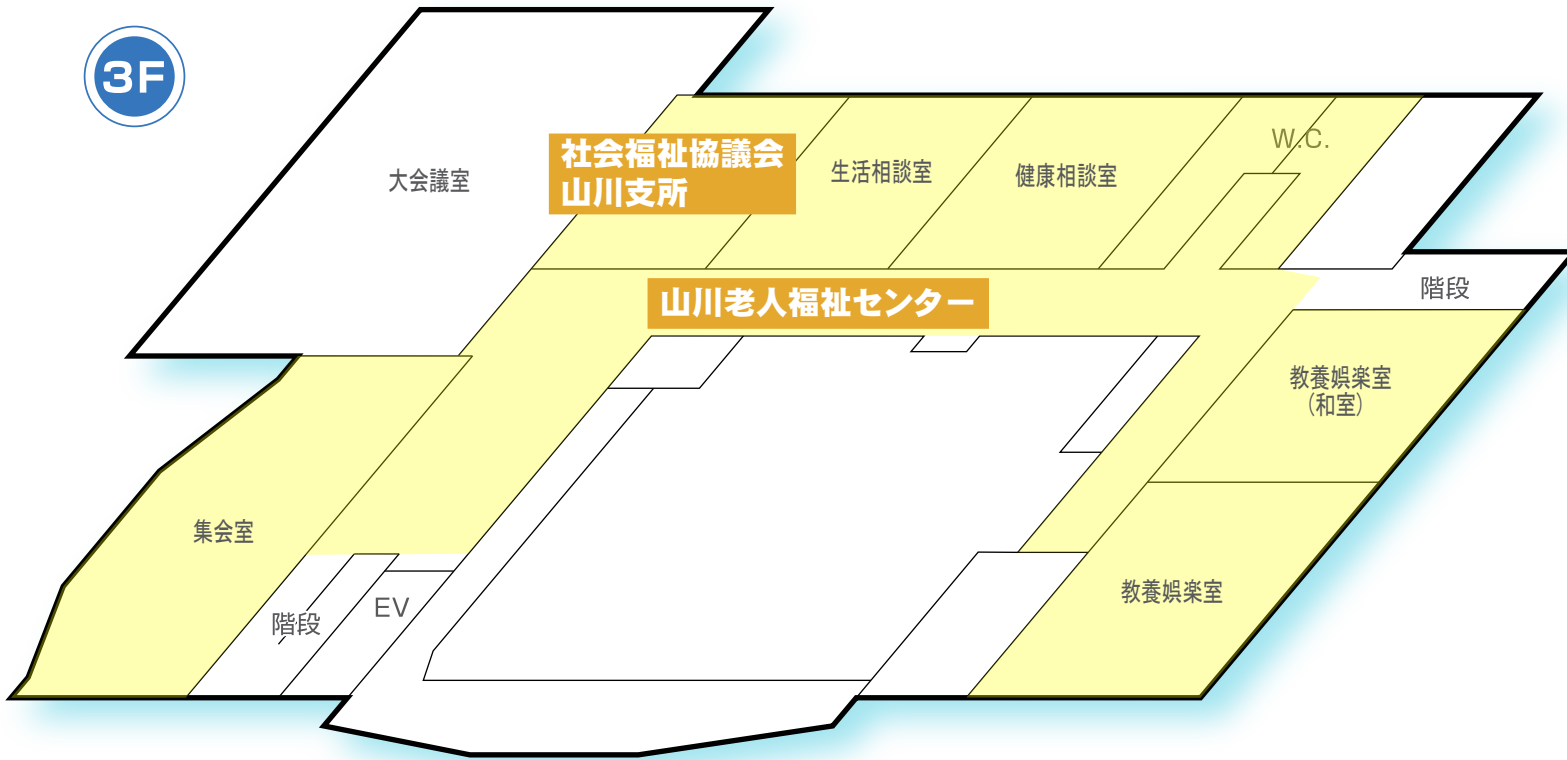 3F
大会議室
社会福祉協議会
山川支所
生活相談室
健康相談室
W.C.
山川老人福祉センター
階段
教養娯楽室
（和室）
集会室
階段
EV
教養娯楽室